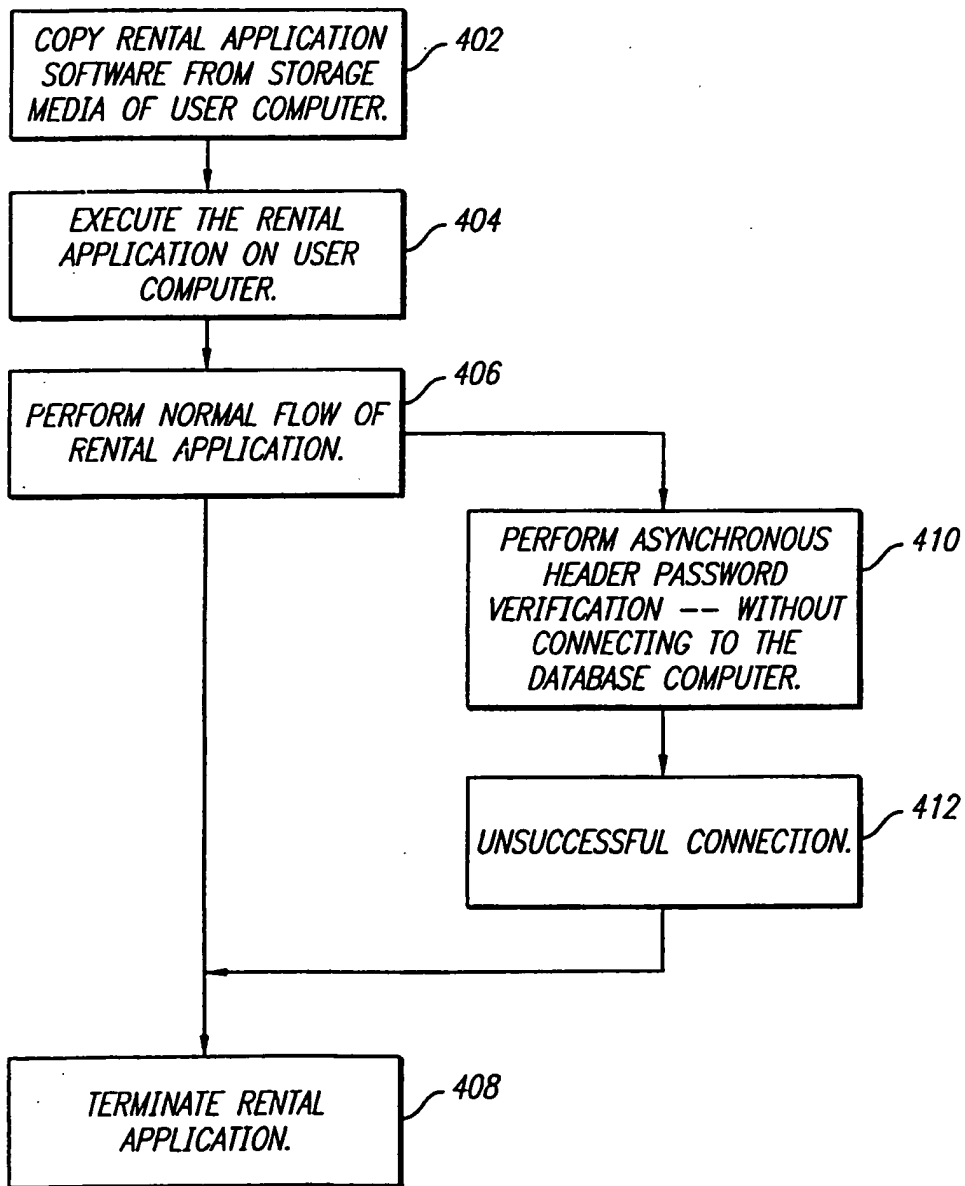 COPY RENTAL APPLICATION
SOFTWARE FROM STORAGE
MEDIA OF USER COMPUTER.
402
EXECUTE THE RENTAL
APPLICATION ON USER
COMPUTER.
404
PERFORM NORMAL FLOW OF
RENTAL APPLICATION.
406
PERFORM ASYNCHRONOUS
HEADER PASSWORD
VERIFICATION -- WITHOUT
CONNECTING TO THE
DATABASE COMPUTER.
410
UNSUCCESSFUL CONNECTION.
412
TERMINATE RENTAL
APPLICATION.
408